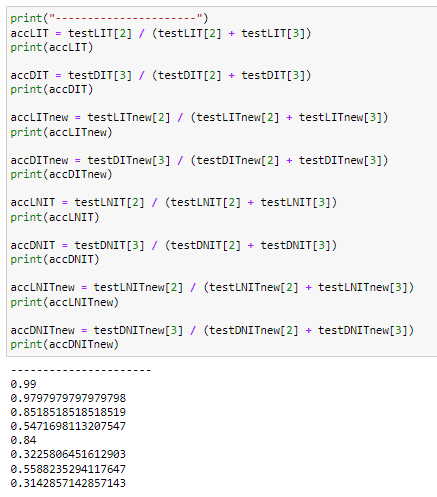 print("----------------------")
accLIT = testLIT[2] / (testLIT[2] + testLIT[3])
print(accLIT)
accDIT = testDIT[3] / (testDIT[2] + testDIT[3])
print(accDIT)
accLITnew = testLITnew[2] / (testLITnew[2] + testLITnew[3])
print(accLITnew)
accDITnew = testDITnew[3] / (testDITnew[2] + testDITnew[3])
print(accDITnew)
accLNIT = testLNIT[2] / (testLNIT[2] + testLNIT[3])
print(accLNIT)
accDNIT = testDNIT[3] / (testDNIT[2] + testDNIT[3])
print(accDNIT)
accLNITnew = testLNITnew[2] / (testLNITnew[2] + testLNITnew[3])
print(accLNITnew)
accDNITnew = testDNITnew[3] / (testDNITnew[2] + testDNITnew[3])
print(accDNITnew)
----------------------
0.99
0.9797979797979798
0.8518518518518519
0.5471698113207547
0.84
0.3225806451612903
0.5588235294117647
0.3142857142857143